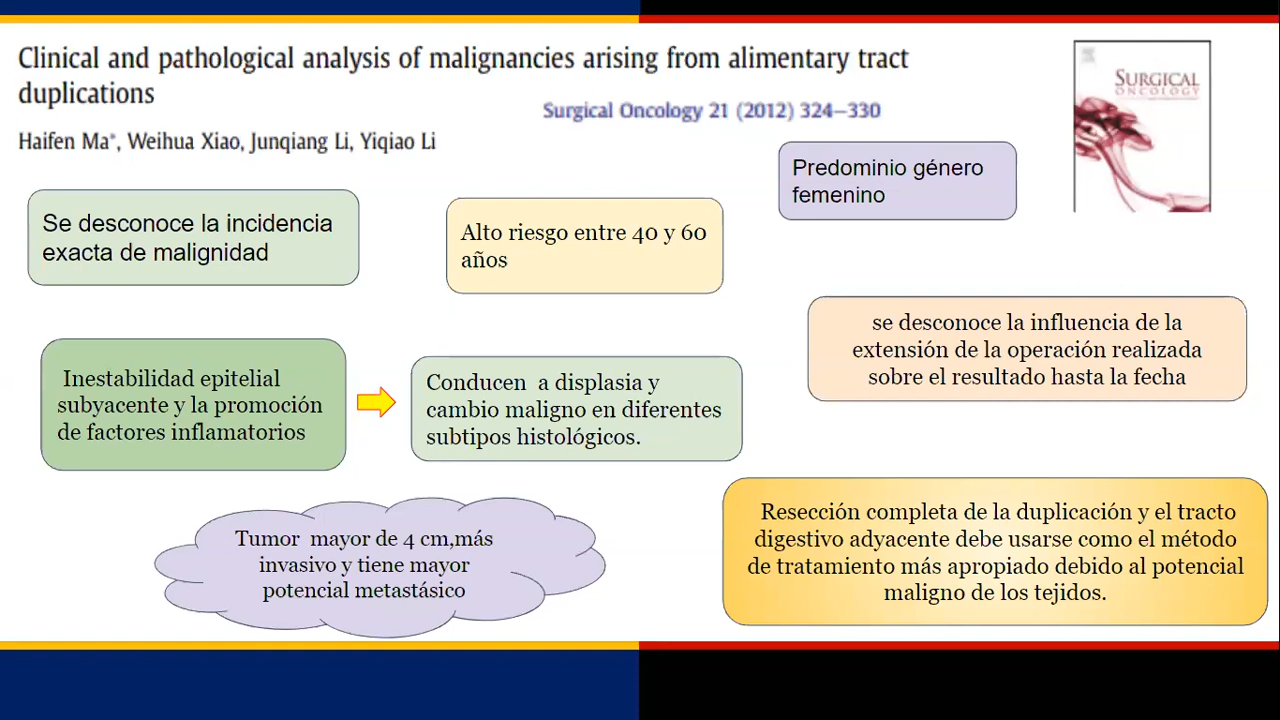 Clinical and pathological analysis of malignancies arising from alimentary tract
duplications
Surgical Oncology 21 (2012) 324–330
Haifen Ma*, Weihua Xiao, Junqiang Li, Yiqiao Li
SURGICAL
ONCOLOGY
Predominio género
femenino
Se desconoce la incidencia
exacta de malignidad
Alto riesgo entre 40 y 60
años
se desconoce la influencia de la
extensión de la operación realizada
sobre el resultado hasta la fecha
Inestabilidad epitelial
subyacente y la promoción
de factores inflamatorios
Conducen a displasia y
cambio maligno en diferentes
subtipos histológicos.
Tumor mayor de 4 cm,más
invasivo y tiene mayor
potencial metastásico
Resección completa de la duplicación y el tracto
digestivo adyacente debe usarse como el método
de tratamiento más apropiado debido al potencial
maligno de los tejidos.